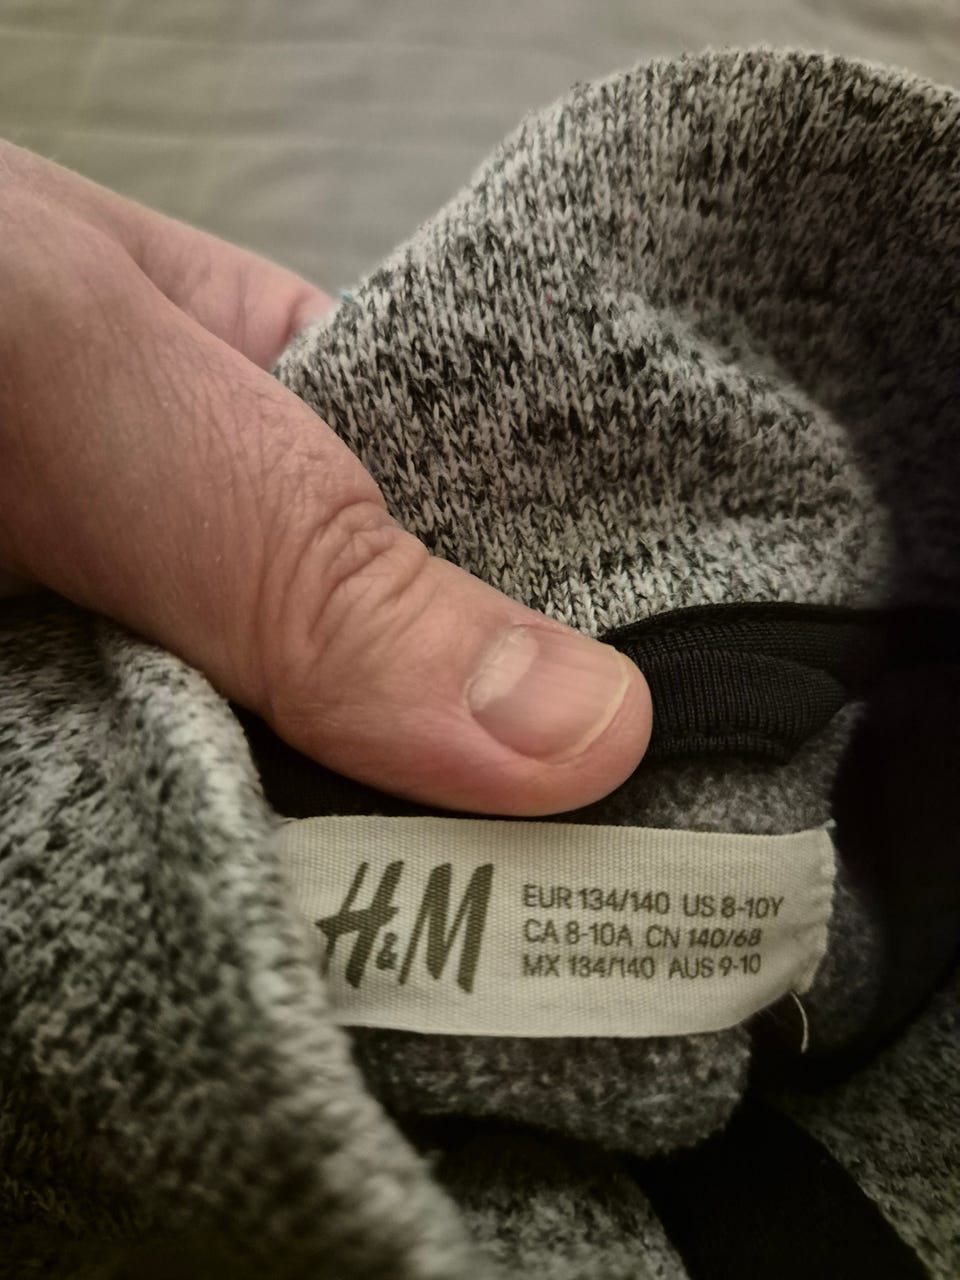 H&M
EUR 134/140 US 8-10Y
CA 8-10A CN 140/68
MX 134/140 AUS 9-10